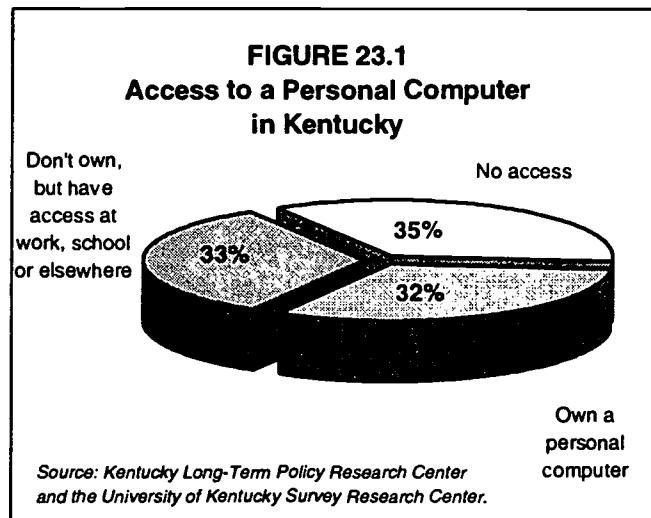 FIGURE 23.1
Access to a Personal Computer
in Kentucky
Don't own,
but have
access at
work, school
or elsewhere
No access
35%
33%
32%
Own a
personal
computer
Source: Kentucky Long-Term Policy Research Center
and the University of Kentucky Survey Research Center.